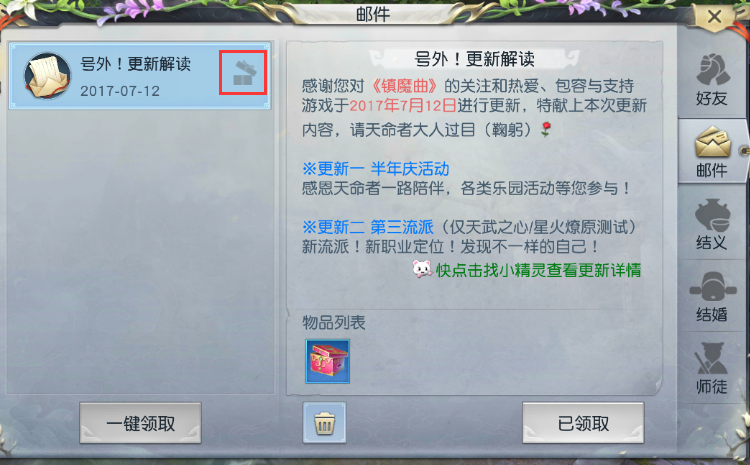 邮件
号外！更新解读
2017-07-12
号外！更新解读
感谢您对《镇魔曲》的关注和热爱、包容与支持
游戏于2017年7月12日进行更新，特献上本次更新
内容，请天命者大人过目（鞠躬）
※更新一 半年庆活动
感恩天命者一路陪伴，各类乐园活动等您参与！
※更新二 第三流派（仅天武之心/星火燎原测试）
新流派！新职业定位！发现不一样的自己！
快点击找小精灵查看更新详情
物品列表
一键领取
已领取
好友
邮件
结义
结婚
师徒